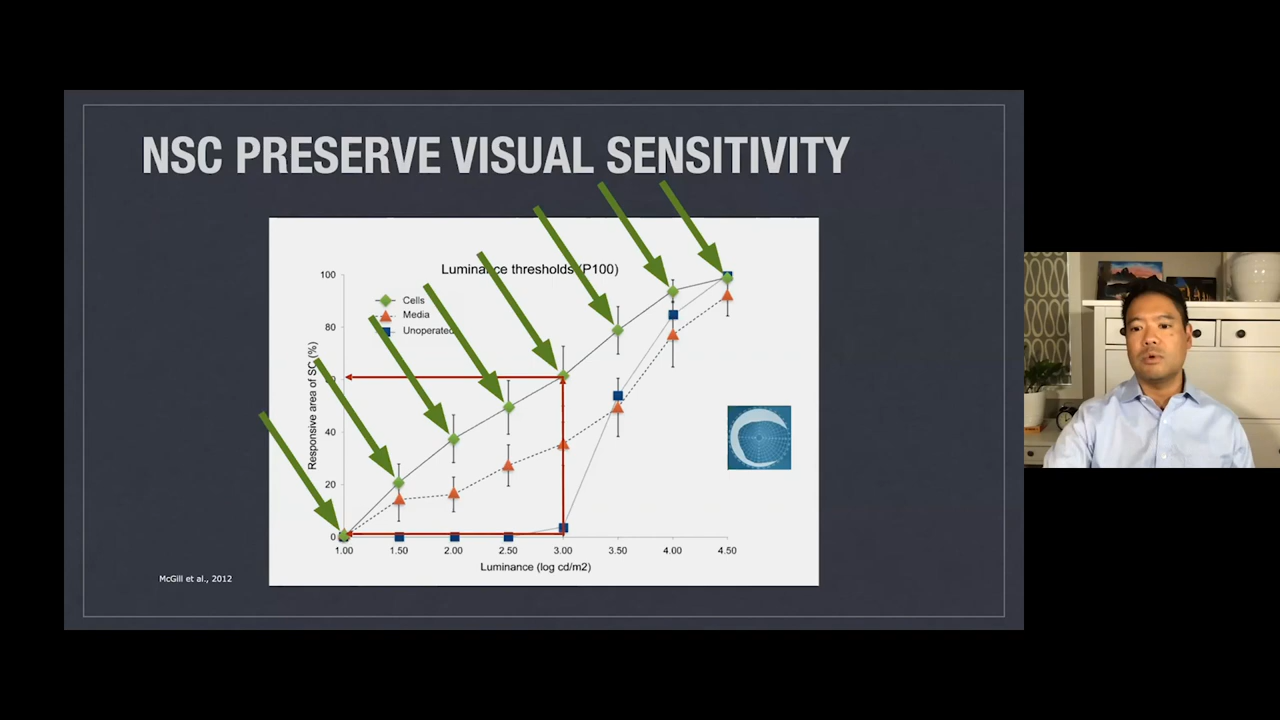 NSC PRESERVE VISUAL SENSITIVITY
Luminance thresholds (P100)
Cells
Media
Unoperated
Responsive area of SC (%)
100
80
60
40
20
0
1.00 1.50 2.00 2.50 3.00 3.50 4.00 4.50
Luminance (log cd/m2)
McGill et al., 2012